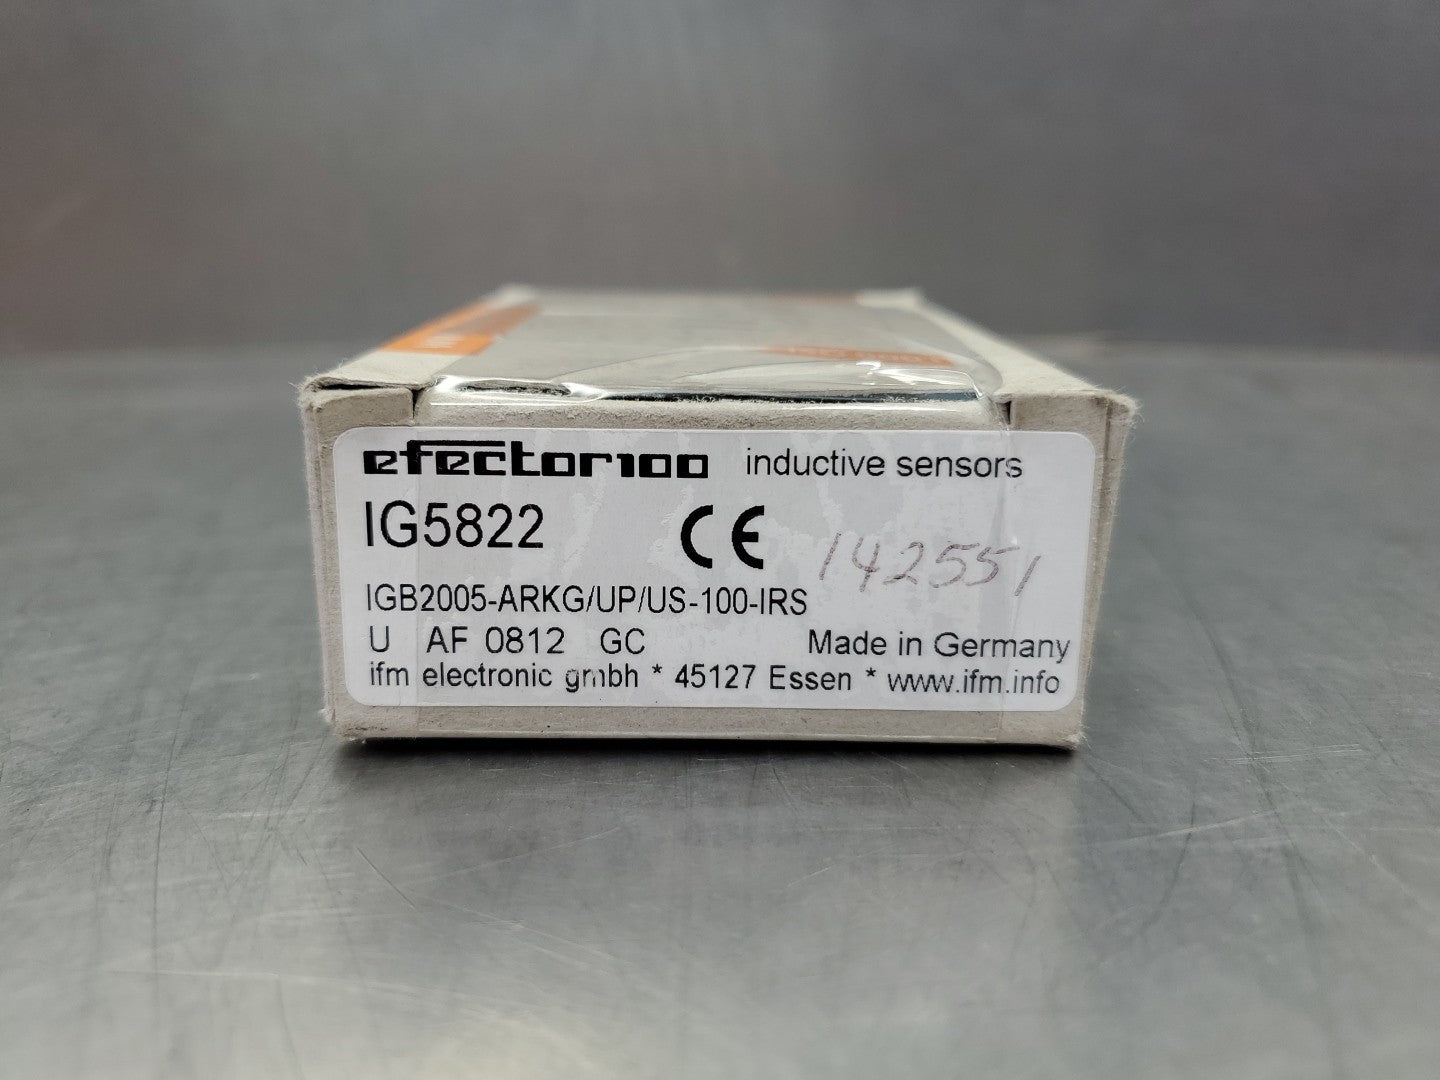 efector100 inductive sensors
IG5822 CE 142551
IGB2005-ARKG/UP/US-100-IRS
U AF 0812 GC Made in Germany
ifm electronic gmbh * 45127 Essen * www.ifm.info